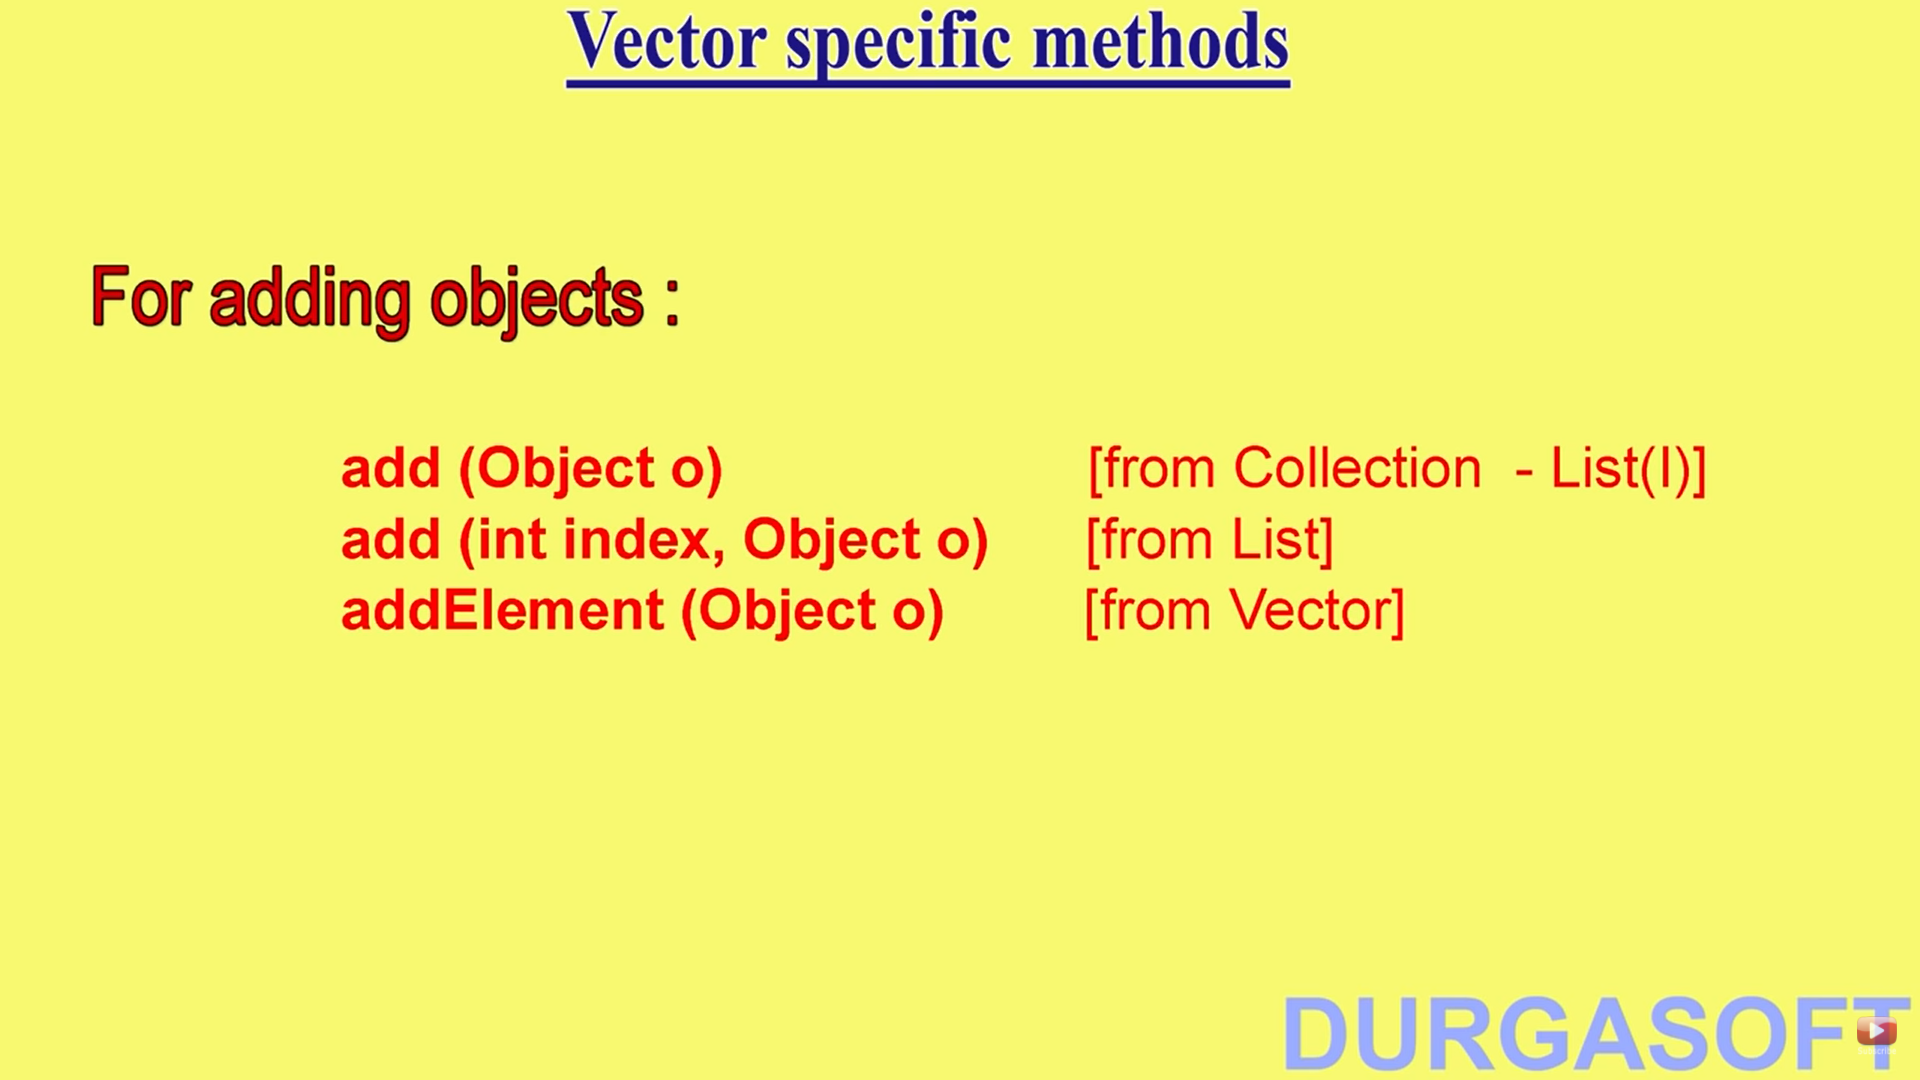 Vector specific methods
For adding objects :
add (Object o) [from Collection - List(I)]
add (int index, Object o) [from List]
addElement (Object o) [from Vector]
DURGASOFT